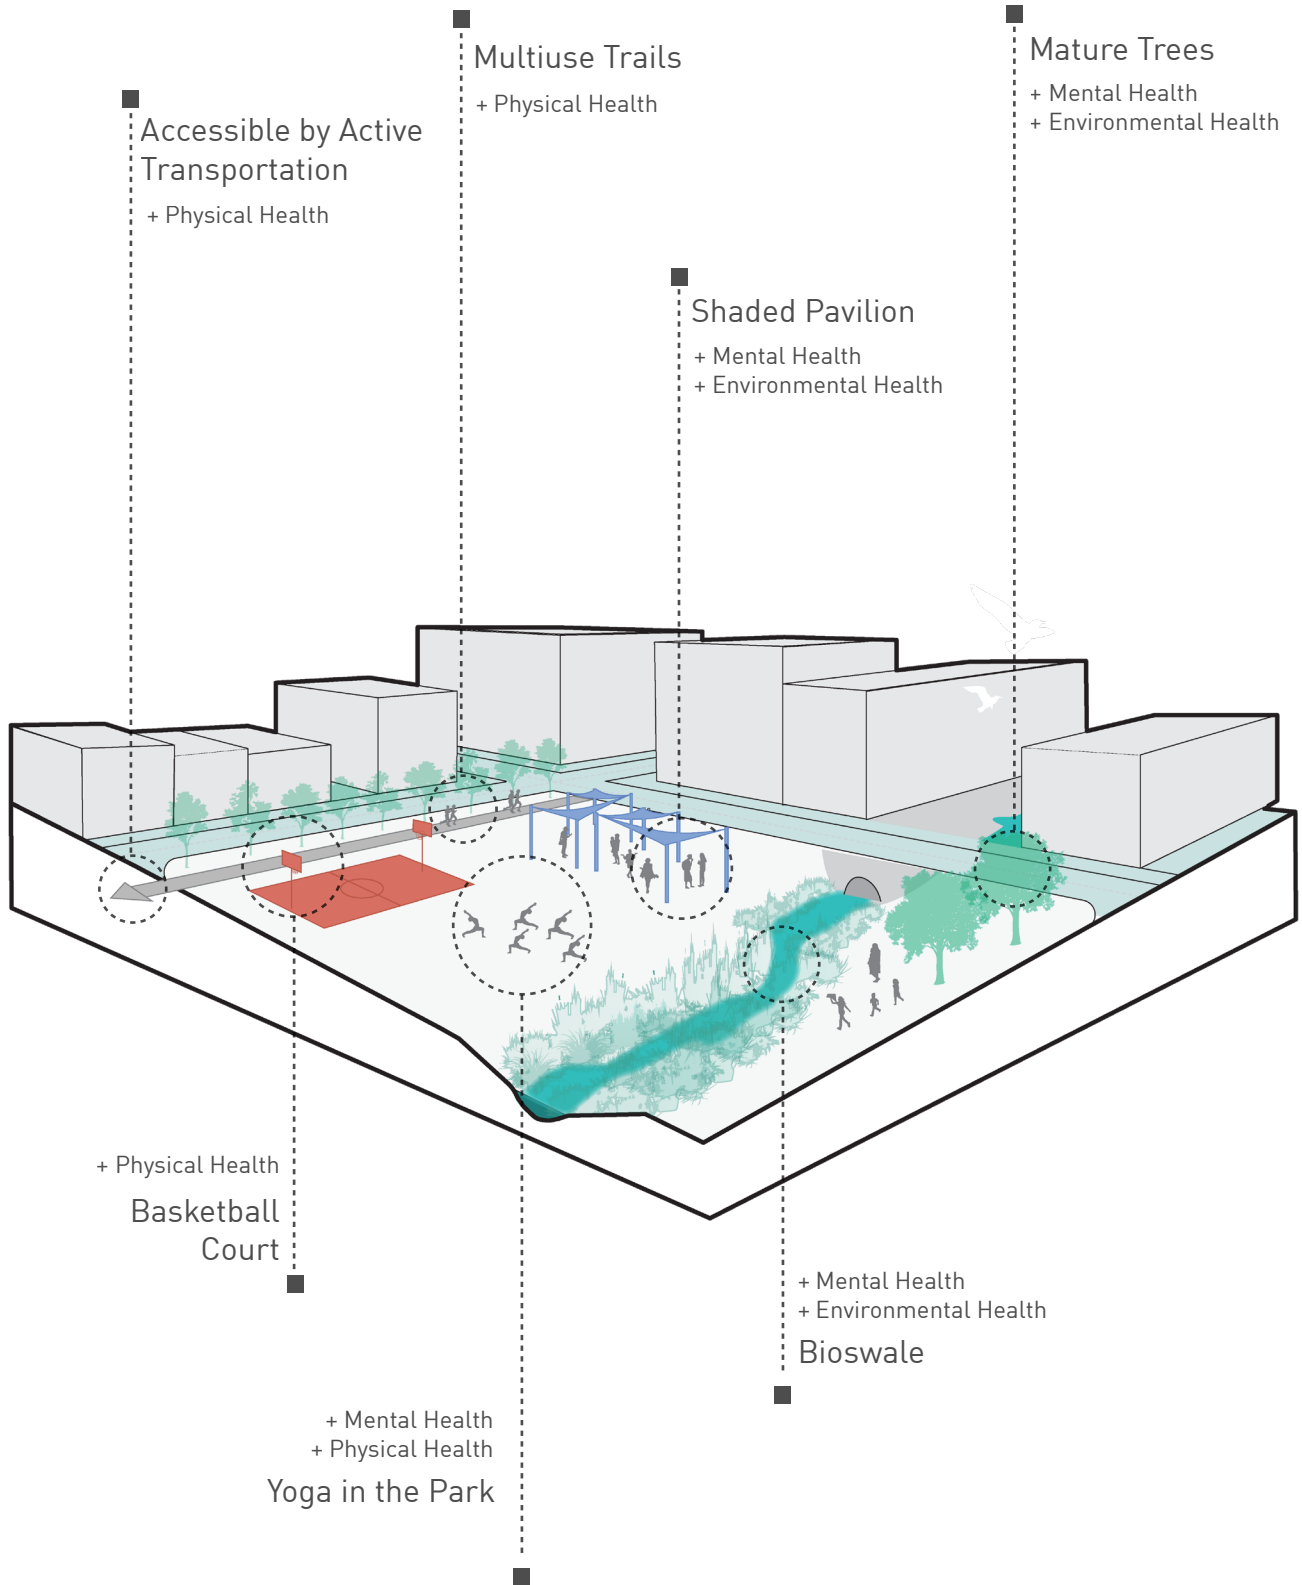 Multiuse Trails
+ Physical Health
Mature Trees
+ Mental Health
+ Environmental Health
Accessible by Active
Transportation
+ Physical Health
Shaded Pavilion
+ Mental Health
+ Environmental Health
+ Physical Health
Basketball
Court
+ Mental Health
+ Environmental Health
Bioswale
+ Mental Health
+ Physical Health
Yoga in the Park